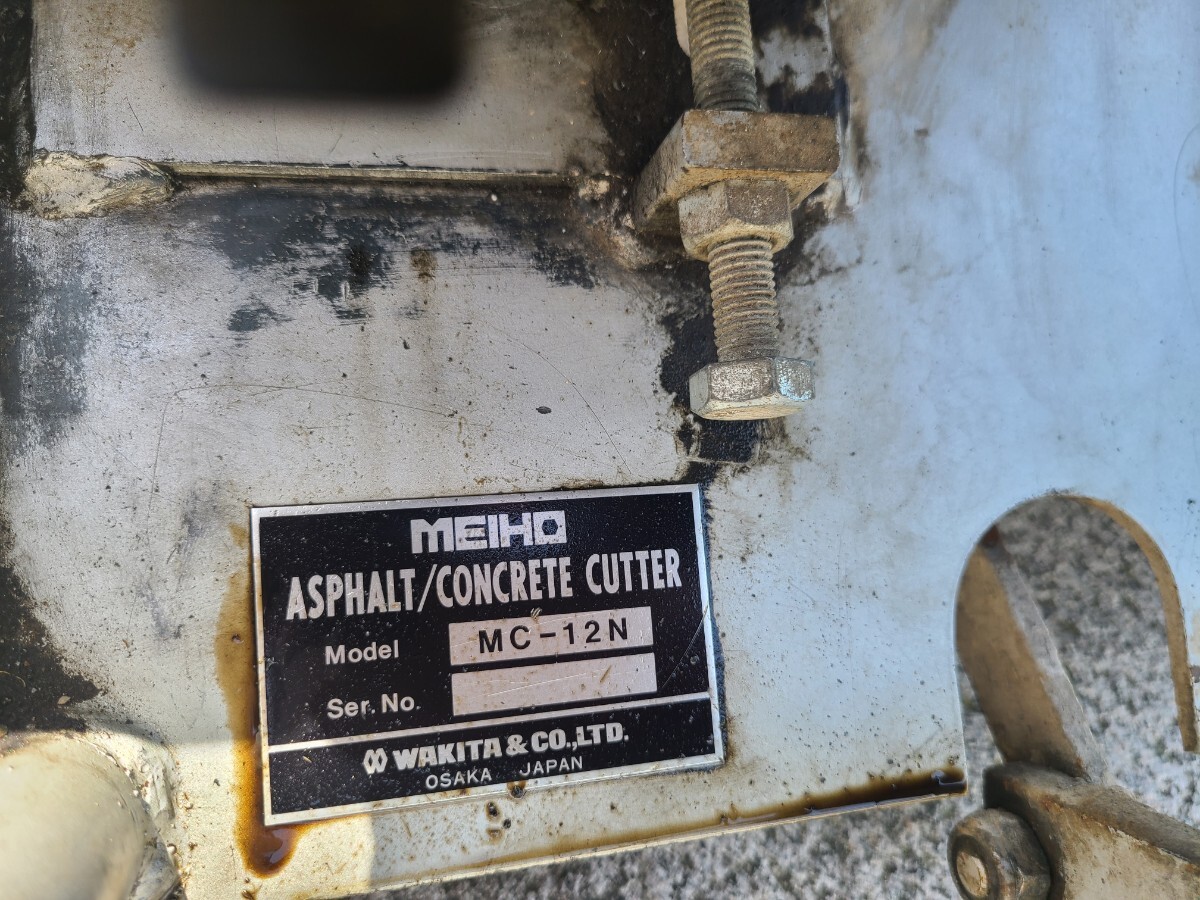 MEIHO
ASPHALT/CONCRETE CUTTER
Model MC-12N
Ser. No.
WAKITA & CO.,LTD.
OSAKA JAPAN